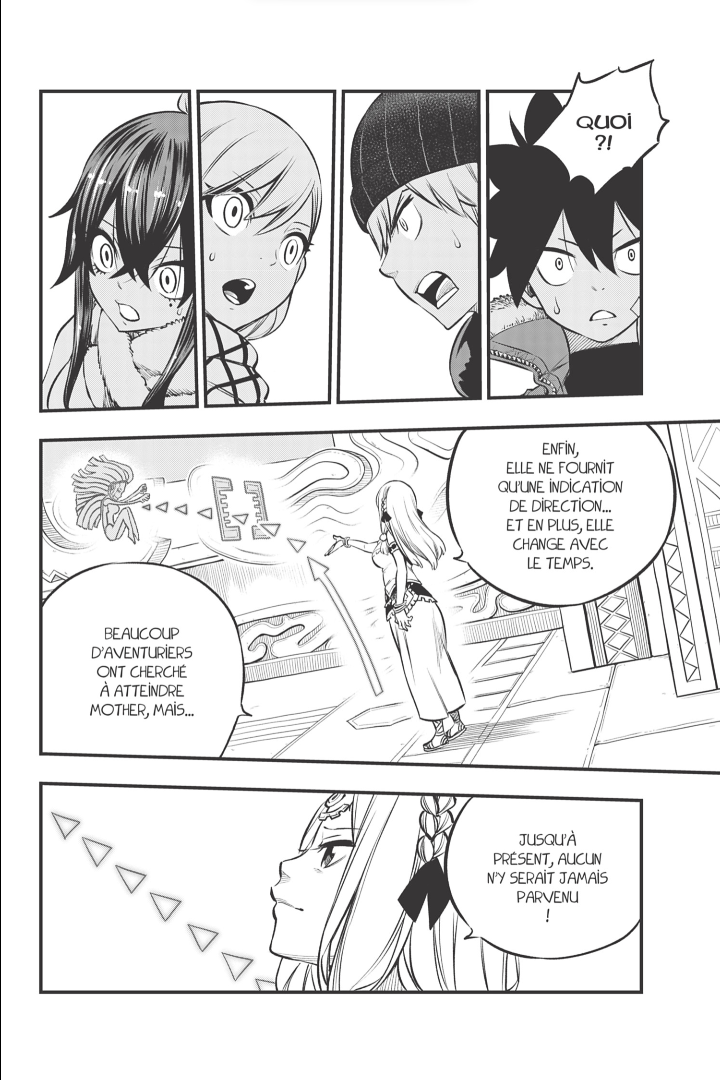 QUOI
?!
ENFIN,
ELLE NE FOURNIT
QU'UNE INDICATION
DE DIRECTION...
ET EN PLUS, ELLE
CHANGE AVEC
LE TEMPS.
BEAUCOUP
D'AVENTURIERS
ONT CHERCHÉ
À ATTEINDRE
MOTHER, MAIS...
JUSQU'À
PRÉSENT, AUCUN
N'Y SERAIT JAMAIS
PARVENU
!